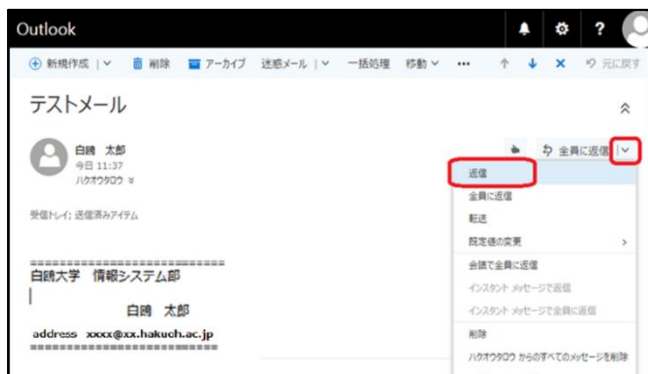 Outlook
?
新規作成 | 削除 アーカイブ 迷惑メール | 一括処理 移動 ••• 元に戻す
テストメール
白鴎 太郎
今日 11:37
ハクオウタロウ
全員に返信 |
受信トレイ; 送信済みアイテム
===========================
白鴎大学 情報システム部
白鴎 太郎
address xxxx@xx.hakuoh.ac.jp
==========================
返信
全員に返信
転送
既定値の変更
会議で全員に返信
インスタント メッセージで返信
インスタント メッセージで全員に返信
削除
ハクオウタロウ からのすべてのメッセージを削除